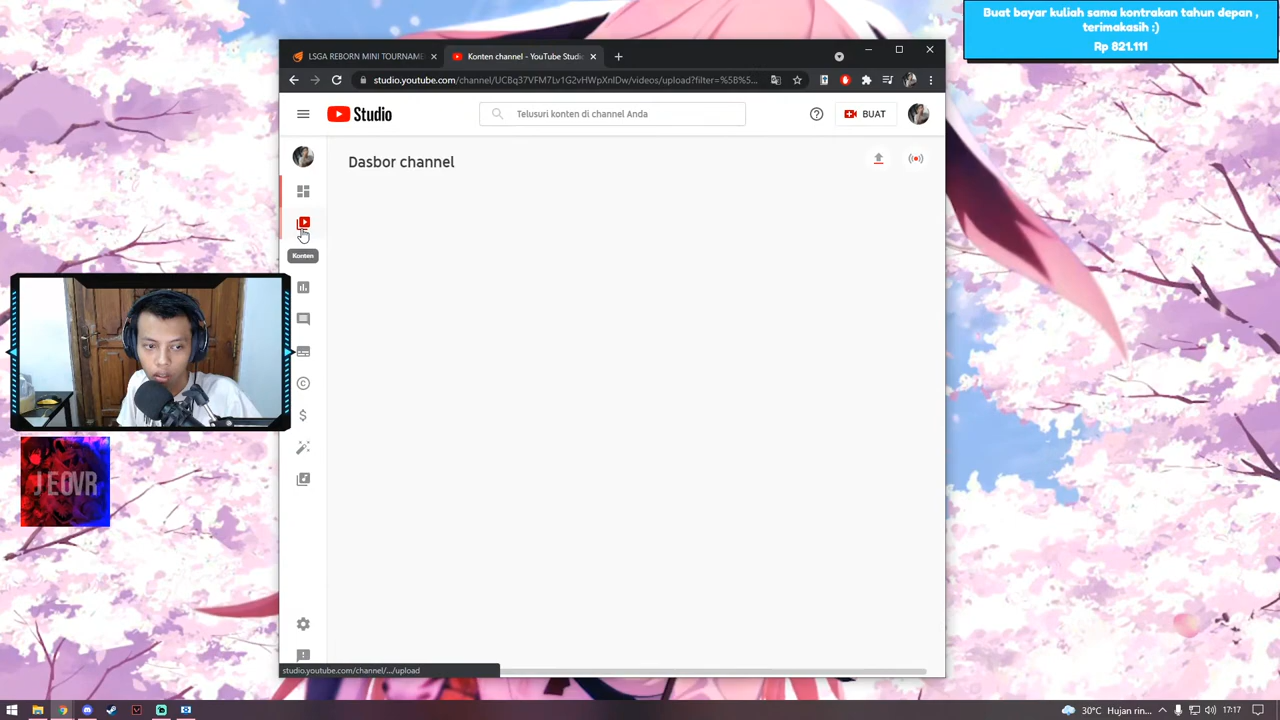 Buat bayar kuliah sama kontrakan tahun depan ,
terimakasih :)
Rp 821.111
LSGA REBORN MINI TOURNAME
Konten channel - YouTube Studi
studio.youtube.com/channel/UCBq37VFM7Lv1G2vHWpXnIDw/videos/upload?filter=%5B%5...
Studio
Telusuri konten di channel Anda
BUAT
Dasbor channel
Konten
JEOVR
studio.youtube.com/channel/.../upload
30°C Hujan rin...
17:17